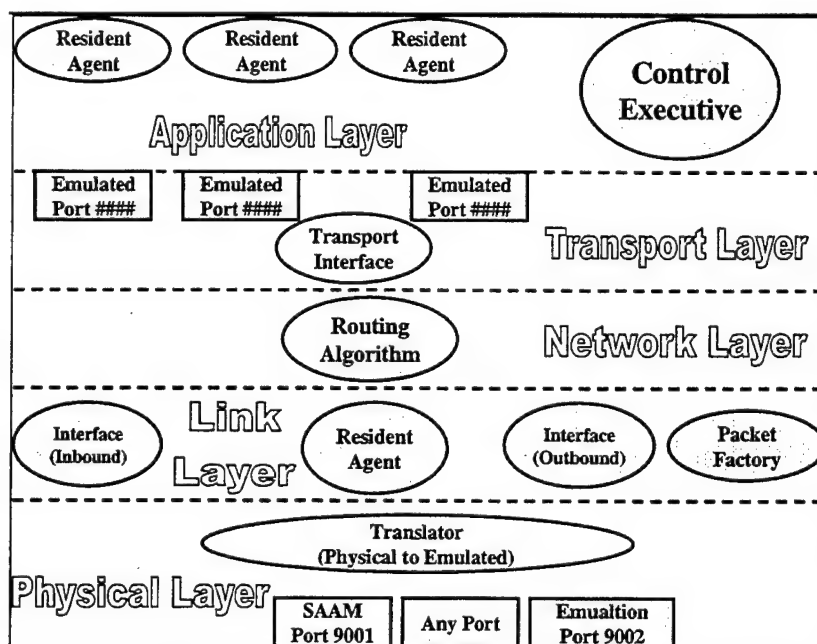 Resident
Agent
Resident
Agent
Resident
Agent
Control
Executive
Application Layer
Emulated
Port ####
Emulated
Port ####
Emulated
Port ####
Transport
Interface
Transport Layer
Routing
Algorithm
Network Layer
Interface
(Inbound)
Link
Layer
Resident
Agent
Interface
(Outbound)
Packet
Factory
Translator
(Physical to Emulated)
Physical Layer
SAAM
Port 9001
Any Port
Emualtion
Port 9002